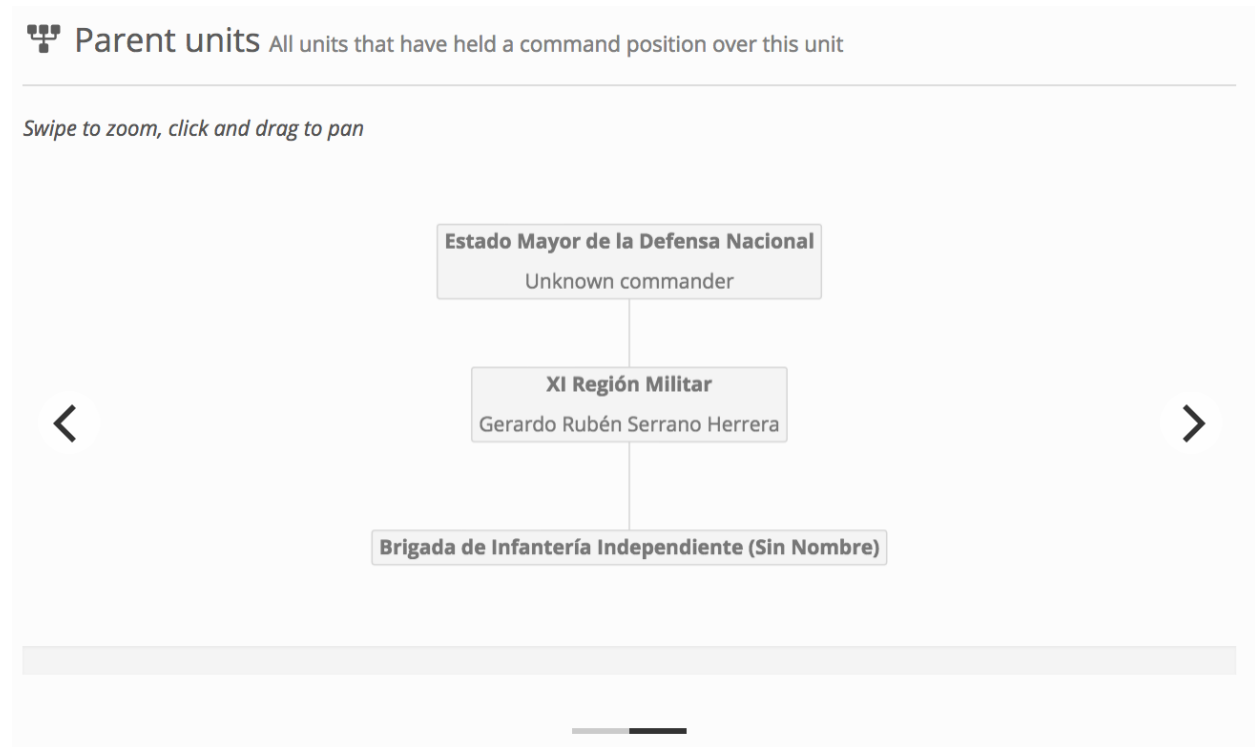 Parent units All units that have held a command position over this unit
Swipe to zoom, click and drag to pan
Estado Mayor de la Defensa Nacional
Unknown commander
XI Región Militar
Gerardo Rubén Serrano Herrera
Brigada de Infantería Independiente (Sin Nombre)